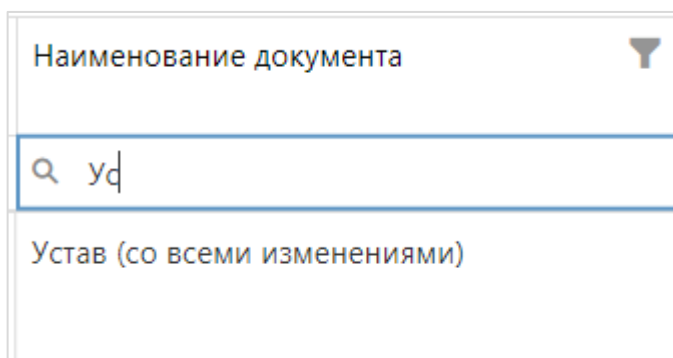 Наименование документа
Ус
Устав (со всеми изменениями)